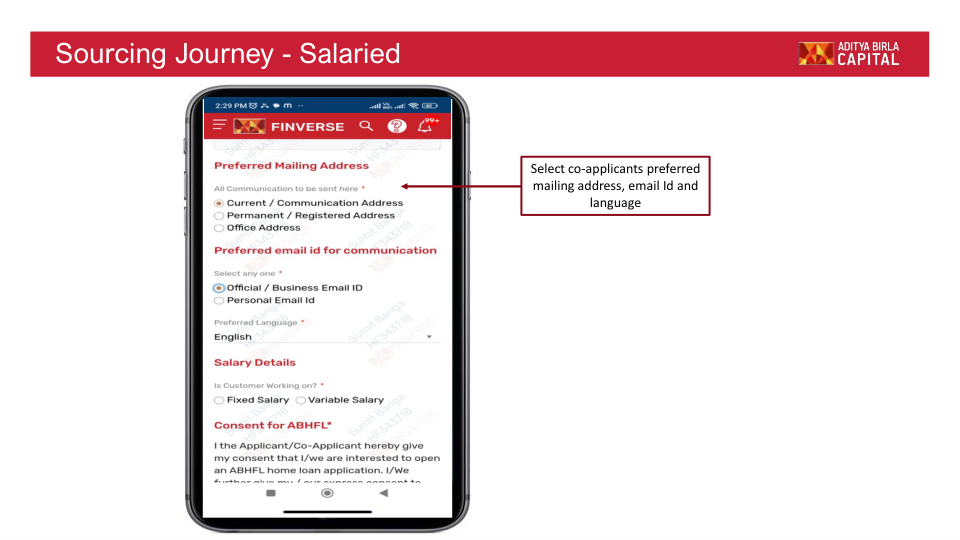 Sourcing Journey - Salaried
ADITYA BIRLA
CAPITAL
2:29 PM
99+
FINVERSE
Preferred Mailing Address
All Communication to be sent here *
Current / Communication Address
Permanent / Registered Address
Office Address
Preferred email id for communication
Select any one *
Official / Business Email ID
Personal Email Id
Preferred Language *
English
Salary Details
Is Customer Working on? *
Fixed Salary Variable Salary
Consent for ABHFL*
I the Applicant/Co-Applicant hereby give
my consent that I/we are interested to open
an ABHFL home loan application. I/We
further give my / our express consent to
Select co-applicants preferred
mailing address, email Id and
language
Sumit Banga
HF343718
FINVERSE